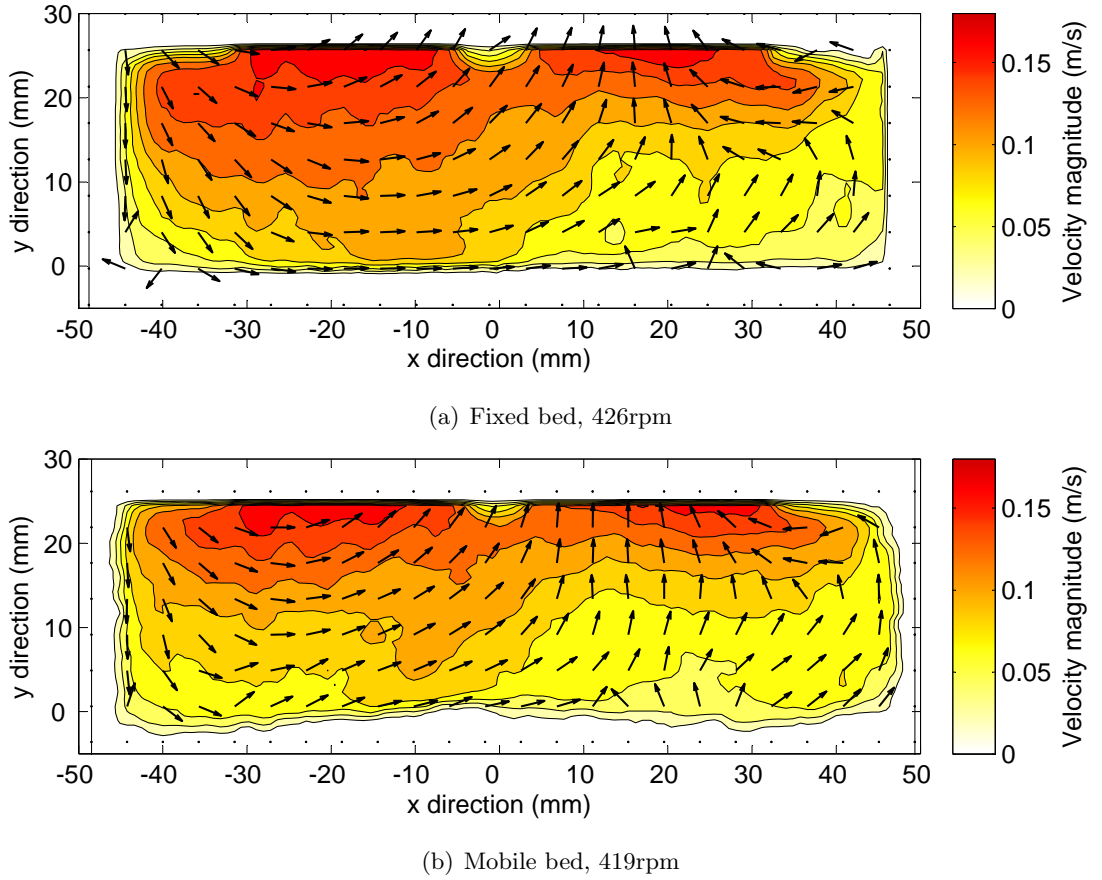 30
20
10
0
y direction (mm)
-50 -40 -30 -20 -10 0 10 20 30 40 50
x direction (mm)
0.15
0.1
0.05
0
Velocity magnitude (m/s)
(a) Fixed bed, 426rpm
30
20
10
0
y direction (mm)
-50 -40 -30 -20 -10 0 10 20 30 40 50
x direction (mm)
0.15
0.1
0.05
0
Velocity magnitude (m/s)
(b) Mobile bed, 419rpm